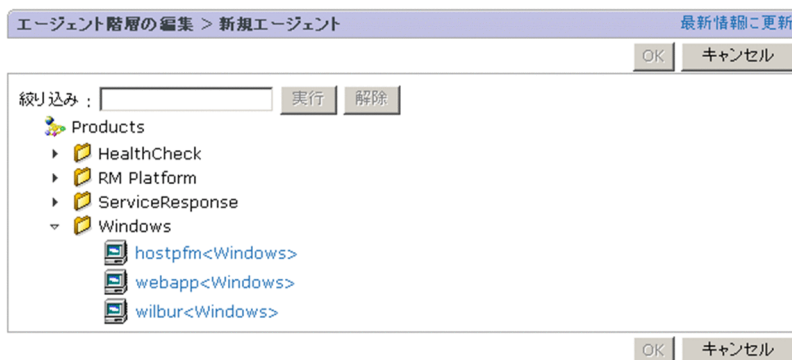 エージェント階層の編集 > 新規エージェント 最新情報に更新
OK キャンセル
絞り込み : 実行 解除
Products
HealthCheck
RM Platform
ServiceResponse
Windows
hostpfm<Windows>
webapp<Windows>
wilbur<Windows>
OK キャンセル